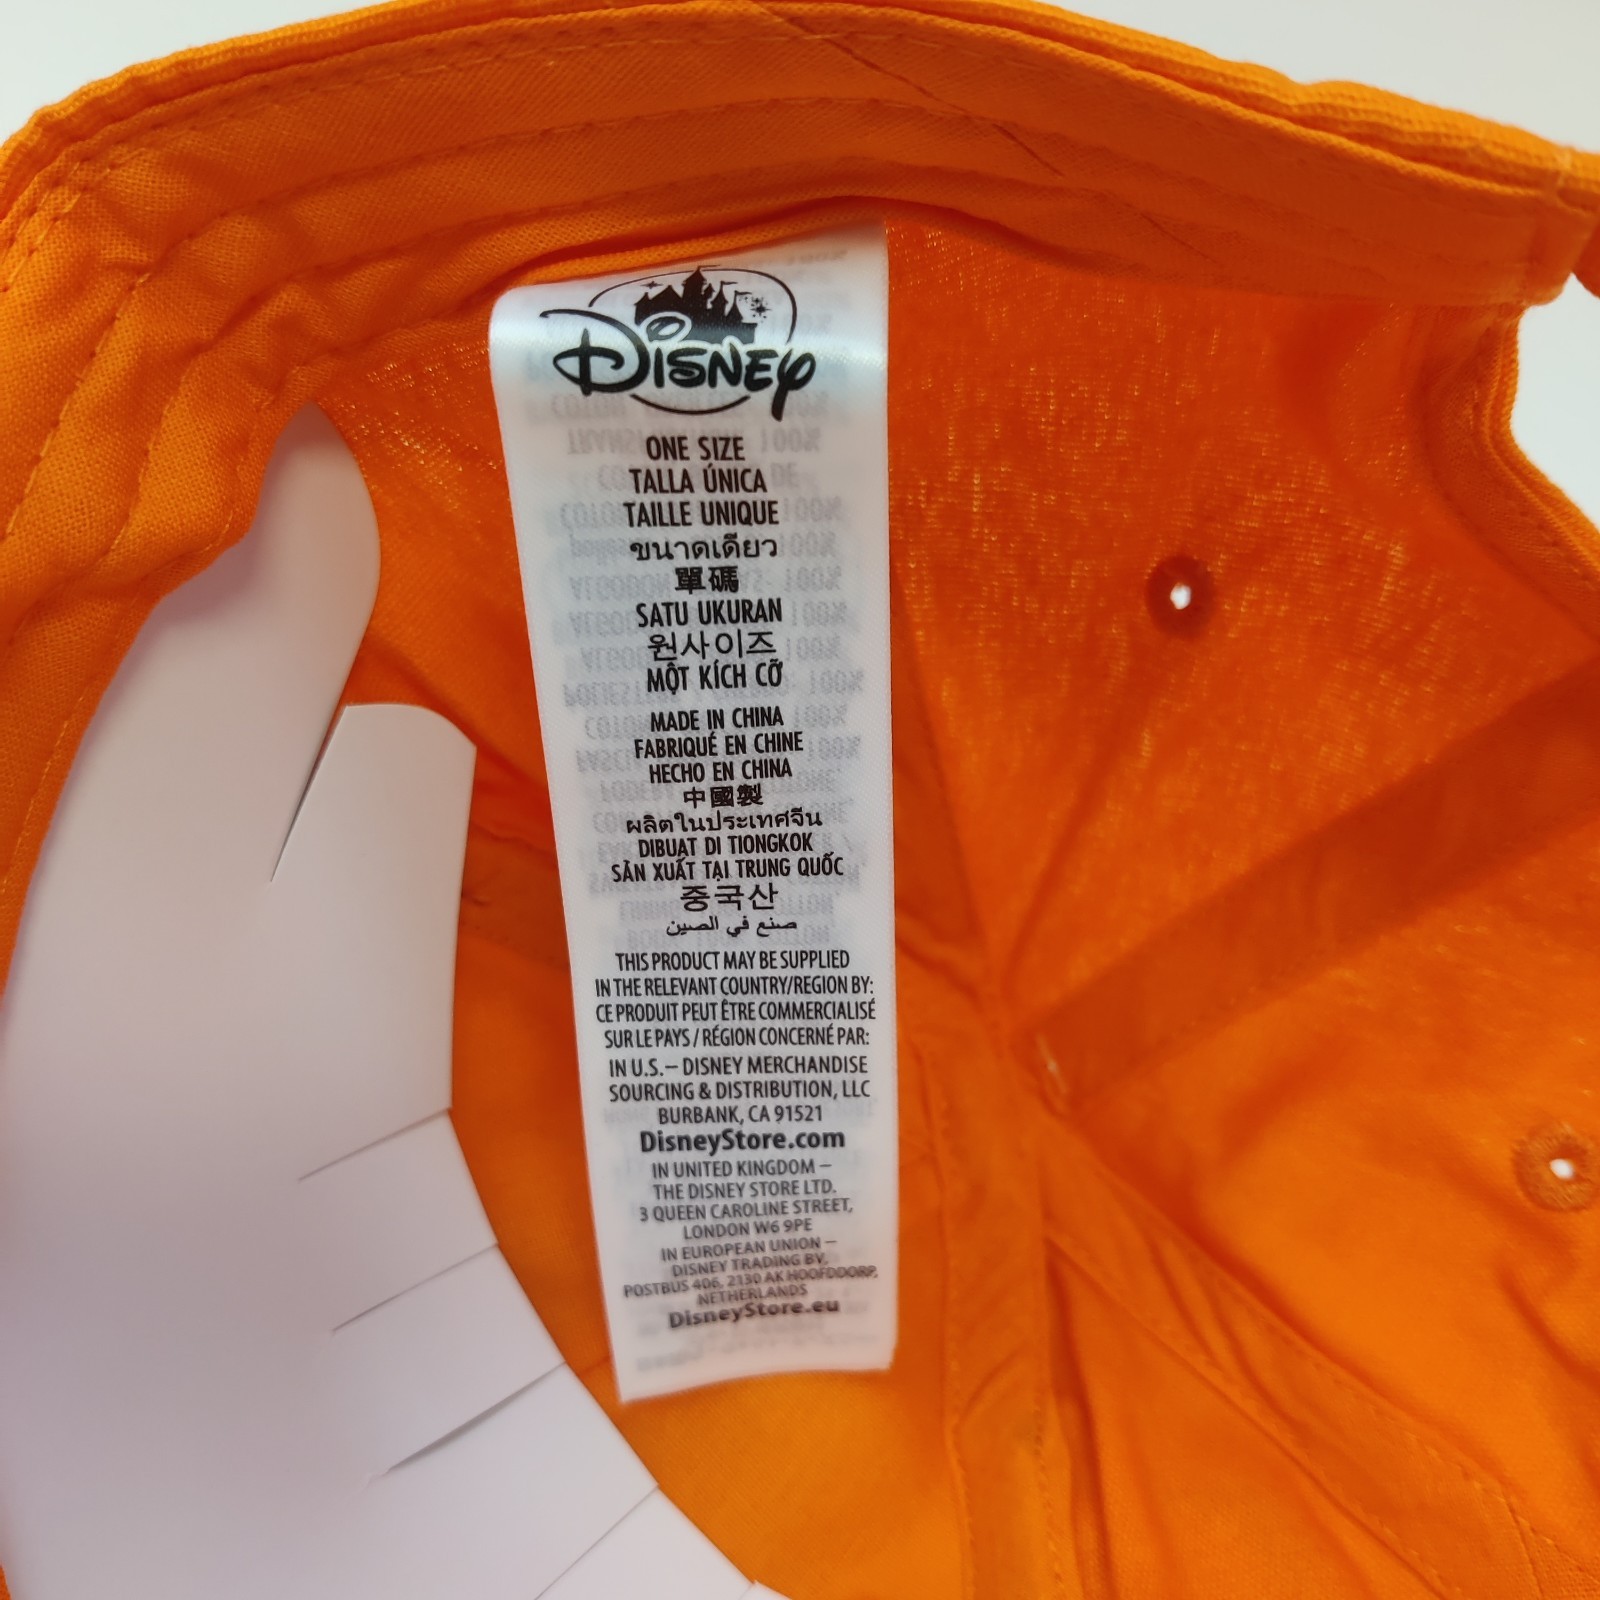 Disney
ONE SIZE
TALLA ÚNICA
TAILLE UNIQUE
ขนาดเดียว
單碼
SATU UKURAN
원사이즈
MỘT KÍCH CỠ
MADE IN CHINA
FABRIQUÉ EN CHINE
HECHO EN CHINA
中國製
ผลิตในประเทศจีน
DIBUAT DI TIONGKOK
SẢN XUẤT TẠI TRUNG QUỐC
중국산
صنع في الصين
THIS PRODUCT MAY BE SUPPLIED
IN THE RELEVANT COUNTRY/REGION BY:
CE PRODUIT PEUT ÊTRE COMMERCIALISÉ
SUR LE PAYS / RÉGION CONCERNÉ PAR:
IN U.S.– DISNEY MERCHANDISE
SOURCING & DISTRIBUTION, LLC
BURBANK, CA 91521
DisneyStore.com
IN UNITED KINGDOM –
THE DISNEY STORE LTD.
3 QUEEN CAROLINE STREET,
LONDON W6 9PE
IN EUROPEAN UNION –
DISNEY TRADING BV,
POSTBUS 406, 2130 AK HOOFDDORP,
NETHERLANDS
DisneyStore.eu